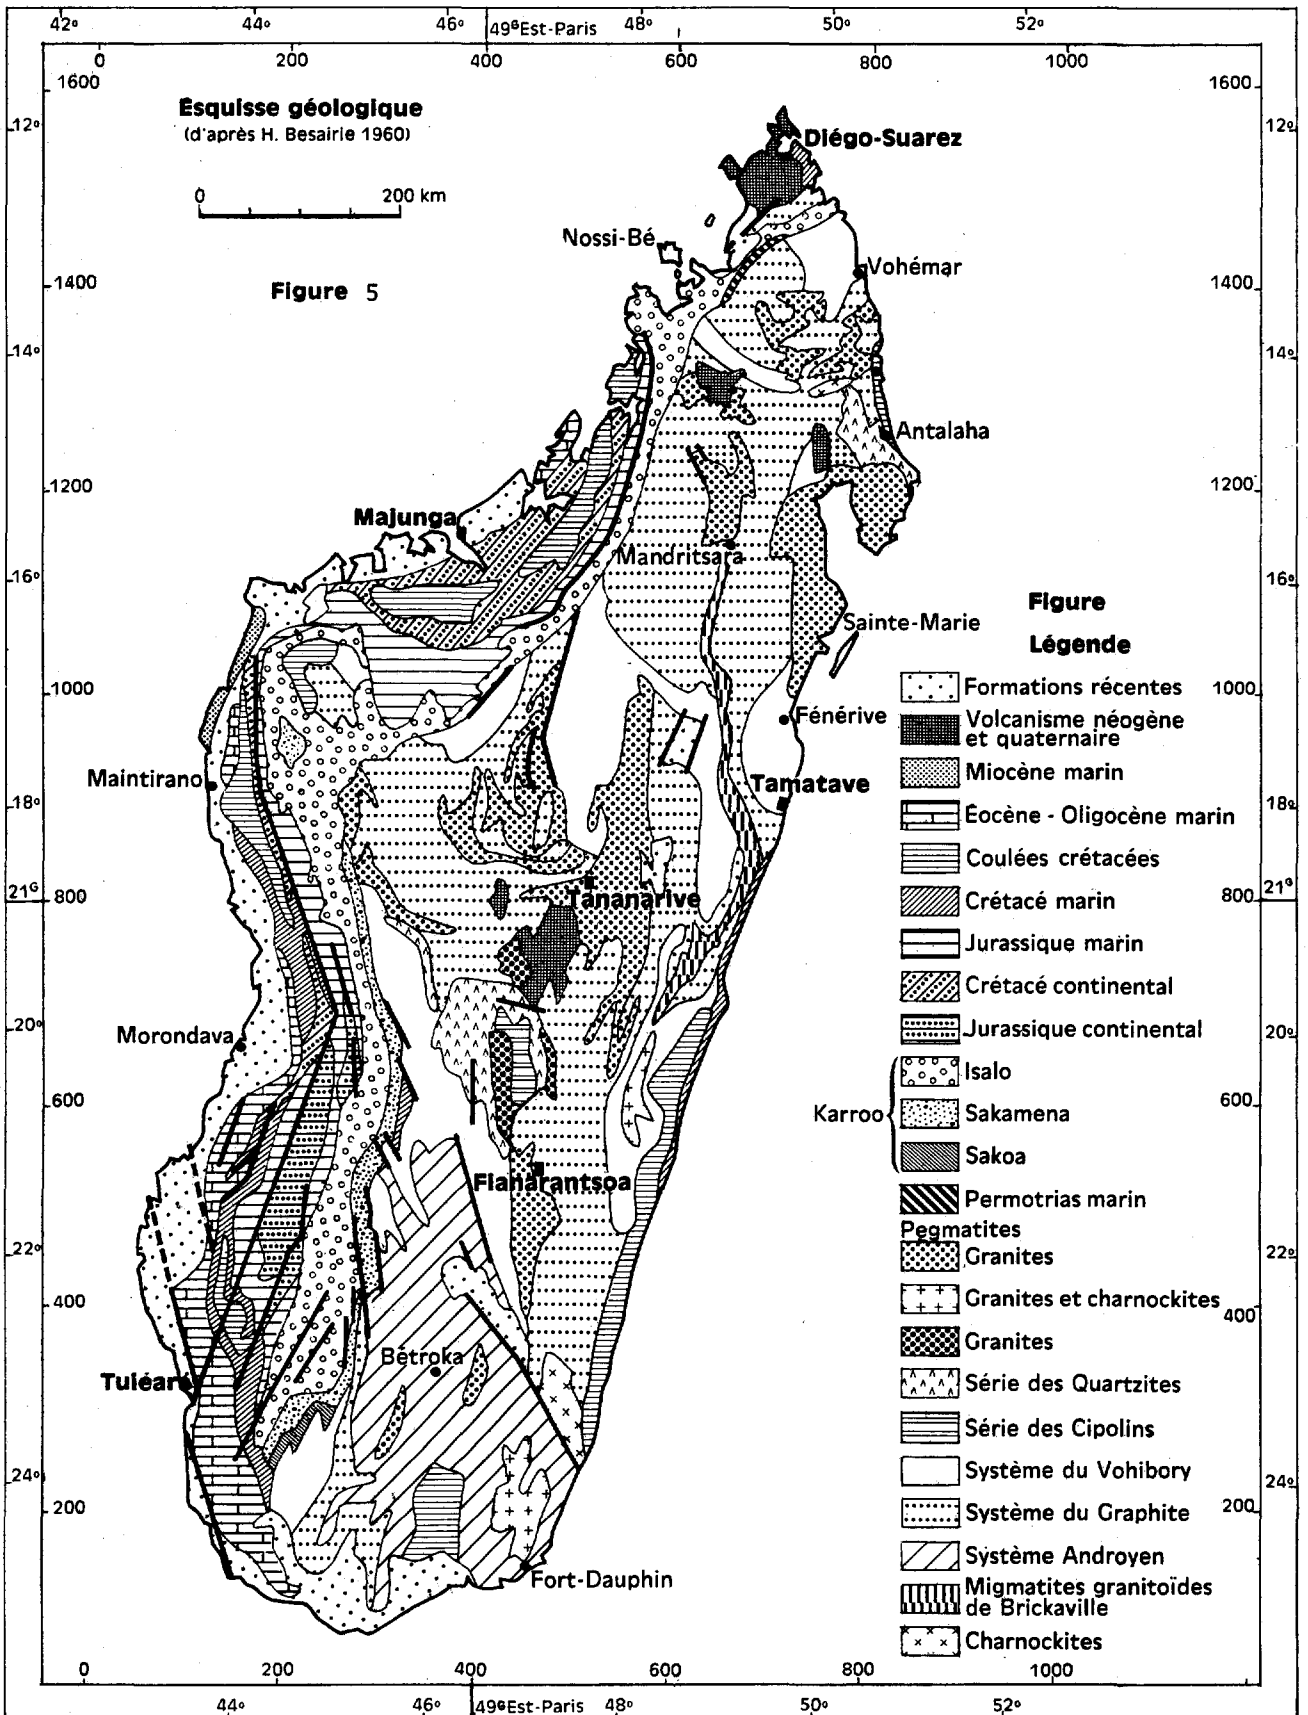 42° 44° 46° 49ᴳEst-Paris 48° 50° 52°
0 200 400 600 800 1000
1600 1600
Esquisse géologique
(d'après H. Besairie 1960)
12° 12°
Diégo-Suarez
0 200 km
Nossi-Bé
Vohémar
1400 1400
Figure 5
14° 14°
Antalaha
1200 1200
Majunga
Mandritsara
16° 16°
Sainte-Marie
1000 1000
Fénérive
Maintirano
Tamatave
18° 18°
21ᴳ 800 800 21ᴳ
Tananarive
20° 20°
Morondava
600 600
Fianarantsoa
22° 22°
400 400
Bétroka
Tuléar
24° 24°
200 200
Fort-Dauphin
Figure
Légende
Formations récentes
Volcanisme néogène
et quaternaire
Miocène marin
Éocène - Oligocène marin
Coulées crétacées
Crétacé marin
Jurassique marin
Crétacé continental
Jurassique continental
Karroo
Isalo
Sakamena
Sakoa
Permotrias marin
Pegmatites
Granites
Granites et charnockites
Granites
Série des Quartzites
Série des Cipolins
Système du Vohibory
Système du Graphite
Système Androyen
Migmatites granitoïdes
de Brickaville
Charnockites
0 200 400 600 800 1000
44° 46° 49ᴳEst-Paris 48° 50° 52°